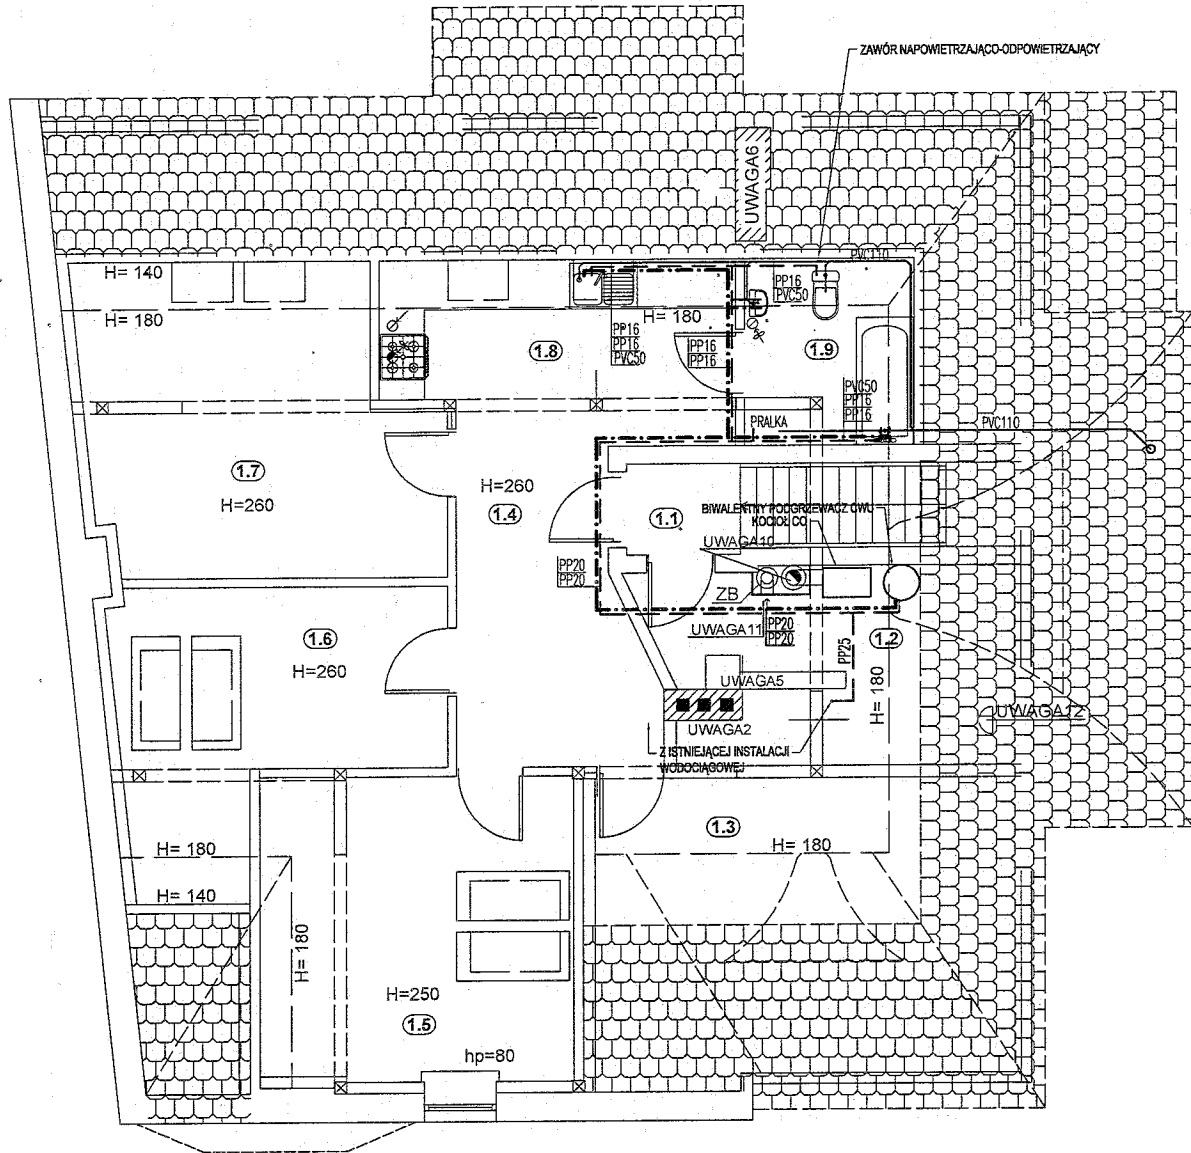 ZAWÓR NAPOWIETRZAJĄCO-ODPOWIETRZAJĄCY
UWAGA6
PVC110
H= 140
H= 180
PP16
PVC50
H= 180
1.8
PP16
PP16
PVC50
PP16
PP16
1.9
PVC50
PP16
PP16
PRALKA
PVC110
1.7
H=260
H=260
1.4
1.1
BIWALENTNY PODGRZEWACZ CWU
KOCIOŁ CO
UWAGA10
PP20
PP20
ZB
UWAGA11
PP20
PP20
1.2
PP25
1.6
H=260
UWAGA5
H= 180
UWAGA2
UWAGA12
Z ISTNIEJĄCEJ INSTALACJI
WODOCIĄGOWEJ
1.3
H= 180
H= 180
H= 140
H= 180
H=250
1.5
hp=80